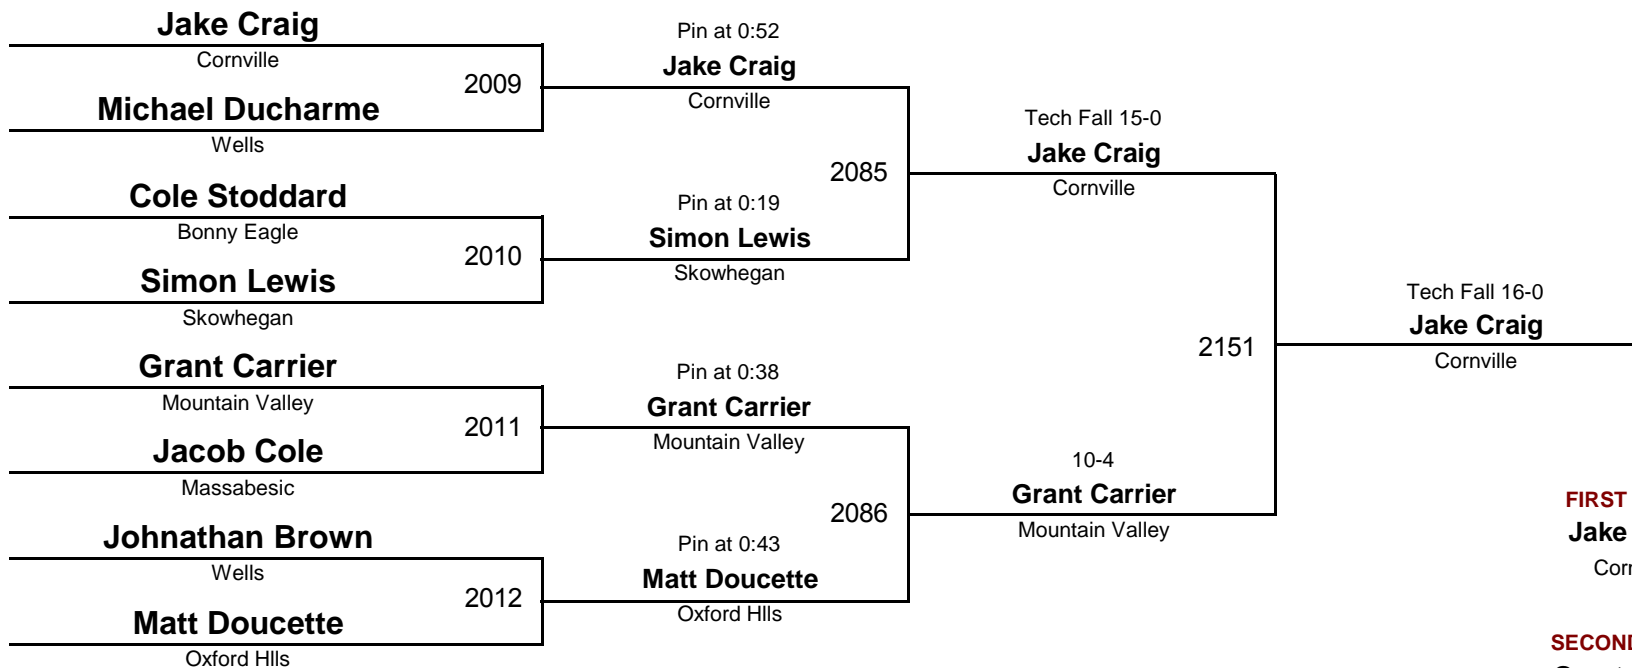 Jake Craig
Cornville
2009
Michael Ducharme
Wells
Cole Stoddard
Bonny Eagle
2010
Simon Lewis
Skowhegan
Grant Carrier
Mountain Valley
2011
Jacob Cole
Massabesic
Johnathan Brown
Wells
2012
Matt Doucette
Oxford Hlls
Pin at 0:52
Jake Craig
Cornville
2085
Pin at 0:19
Simon Lewis
Skowhegan
Pin at 0:38
Grant Carrier
Mountain Valley
2086
Pin at 0:43
Matt Doucette
Oxford Hlls
Tech Fall 15-0
Jake Craig
Cornville
2151
10-4
Grant Carrier
Mountain Valley
Tech Fall 16-0
Jake Craig
Cornville
FIRST
Jake
Corn
SECOND